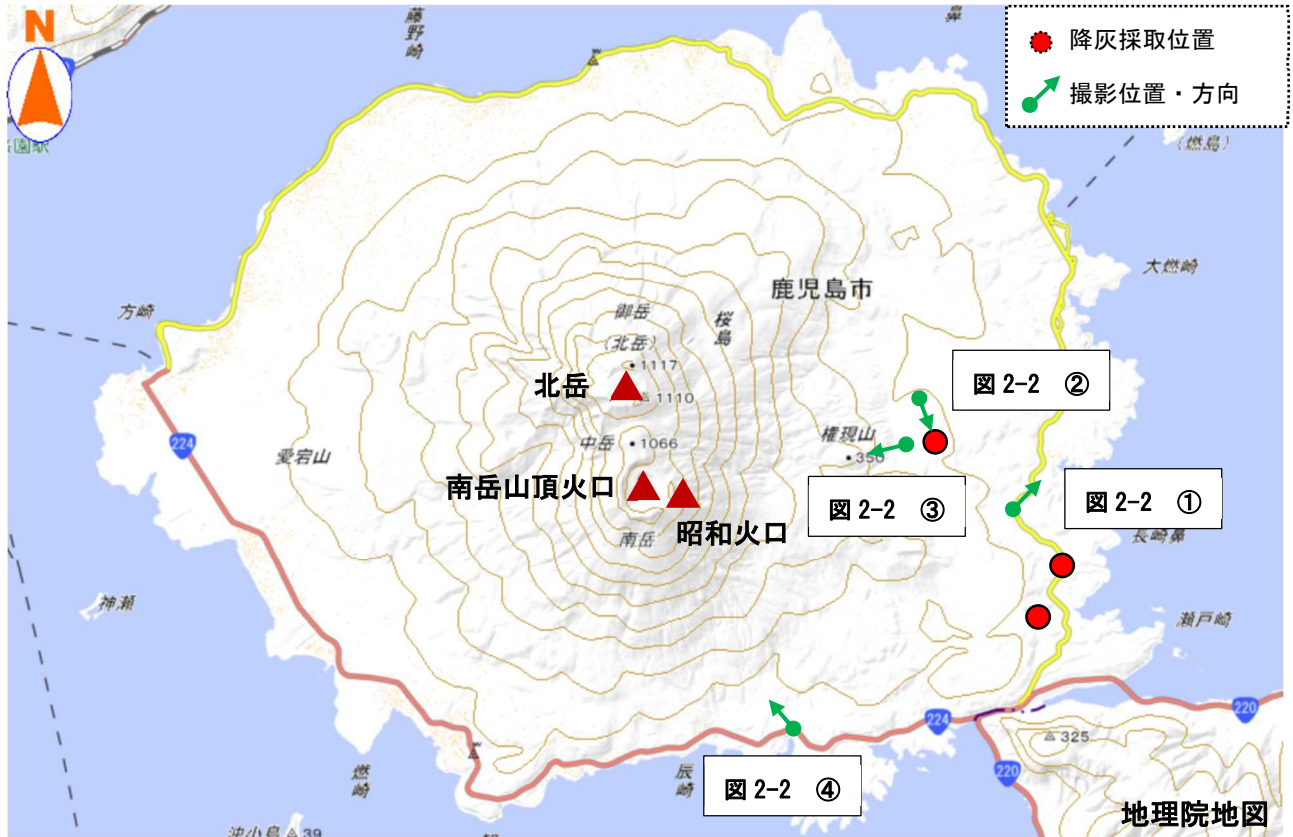 N
藤野崎
鼻
降灰採取位置
撮影位置・方向
(燃島)
大燃崎
鹿児島市
方崎
御岳
(北岳)
桜島
1117
北岳
1110
図 2-2 ②
中岳
1066
権現山
350
224
愛宕山
南岳山頂火口
図 2-2 ③
図 2-2 ①
昭和火口
南岳
長崎鼻
神瀬
瀬戸崎
224
220
325
220
燃崎
辰崎
図 2-2 ④
沖小島
39
地理院地図